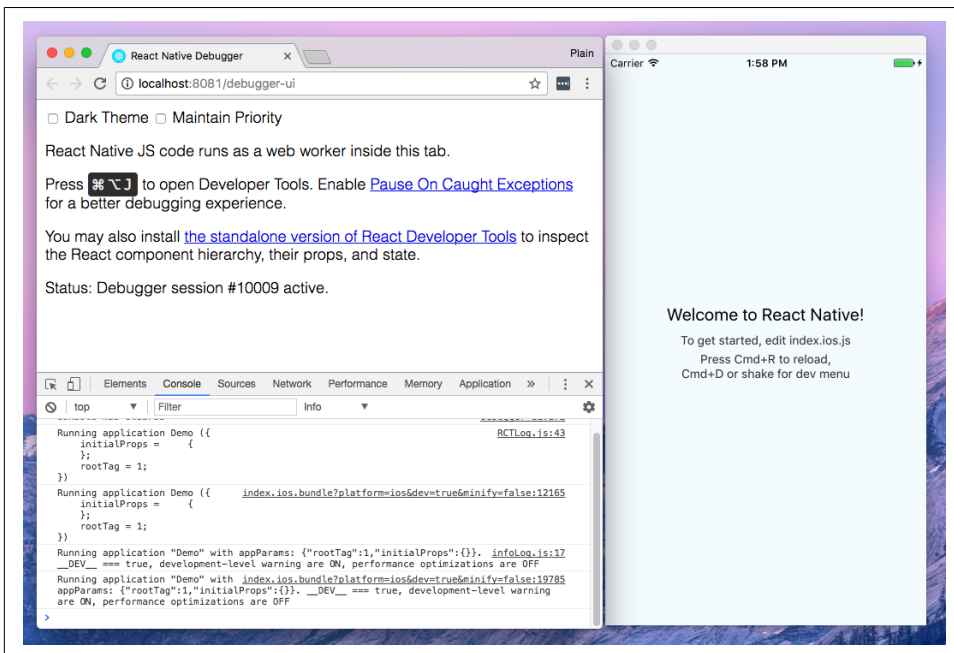 React Native Debugger
Plain
localhost:8081/debugger-ui
Dark Theme Maintain Priority
React Native JS code runs as a web worker inside this tab.
Press ⌘⌥J to open Developer Tools. Enable Pause On Caught Exceptions
for a better debugging experience.
You may also install the standalone version of React Developer Tools to inspect
the React component hierarchy, their props, and state.
Status: Debugger session #10009 active.
Elements Console Sources Network Performance Memory Application »
top Filter Info
Running application Demo ({ RCTLog.js:43
initialProps = {
};
rootTag = 1;
})
Running application Demo ({ index.ios.bundle?platform=ios&dev=true&minify=false:12165
initialProps = {
};
rootTag = 1;
})
Running application "Demo" with appParams: {"rootTag":1,"initialProps":{}}. infoLog.js:17
__DEV__ === true, development-level warning are ON, performance optimizations are OFF
Running application "Demo" with index.ios.bundle?platform=ios&dev=true&minify=false:19785
appParams: {"rootTag":1,"initialProps":{}}. __DEV__ === true, development-level warning
are ON, performance optimizations are OFF
>
Carrier 1:58 PM
Welcome to React Native!
To get started, edit index.ios.js
Press Cmd+R to reload,
Cmd+D or shake for dev menu